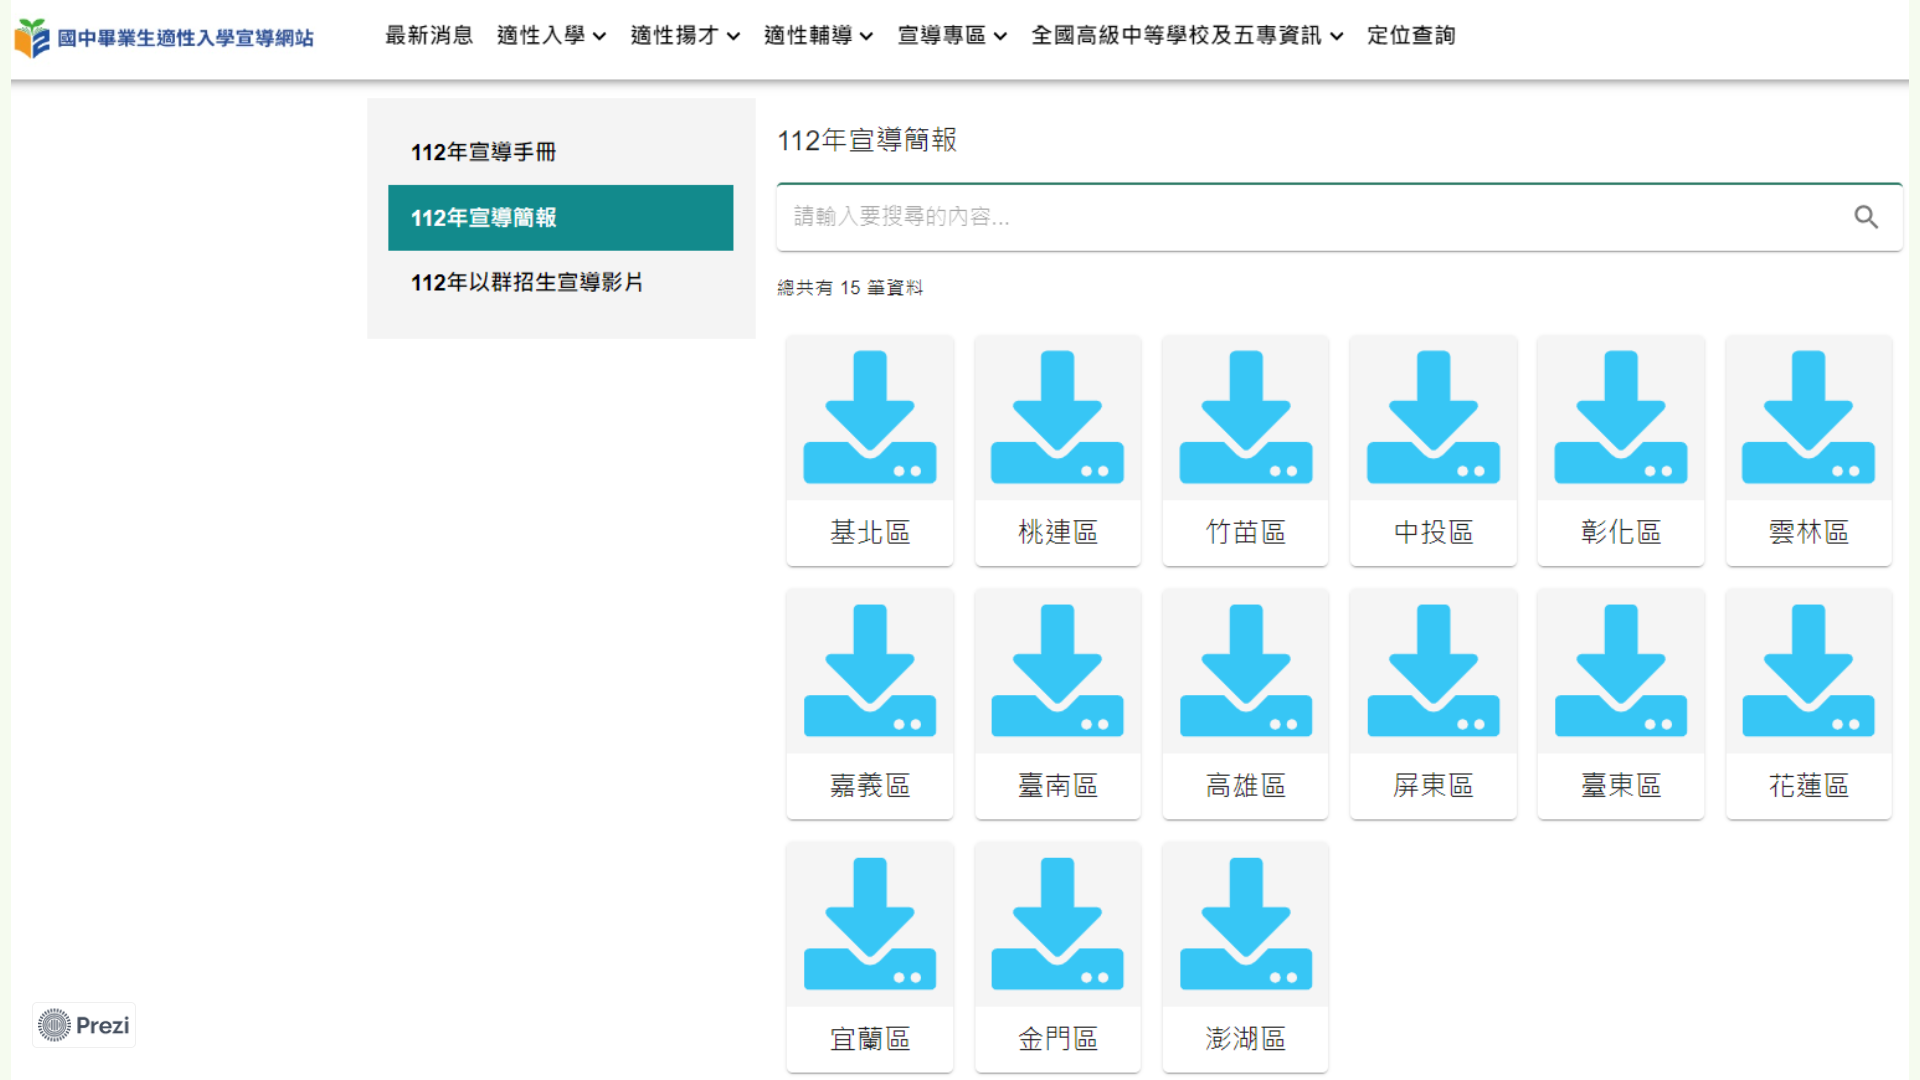 國中畢業生適性入學宣導網站
最新消息 適性入學 適性揚才 適性輔導 宣導專區 全國高級中等學校及五專資訊 定位查詢
112年宣導手冊
112年宣導簡報
112年以群招生宣導影片
112年宣導簡報
請輸入要搜尋的內容...
總共有 15 筆資料
基北區 桃連區 竹苗區 中投區 彰化區 雲林區
嘉義區 臺南區 高雄區 屏東區 臺東區 花蓮區
宜蘭區 金門區 澎湖區
Prezi